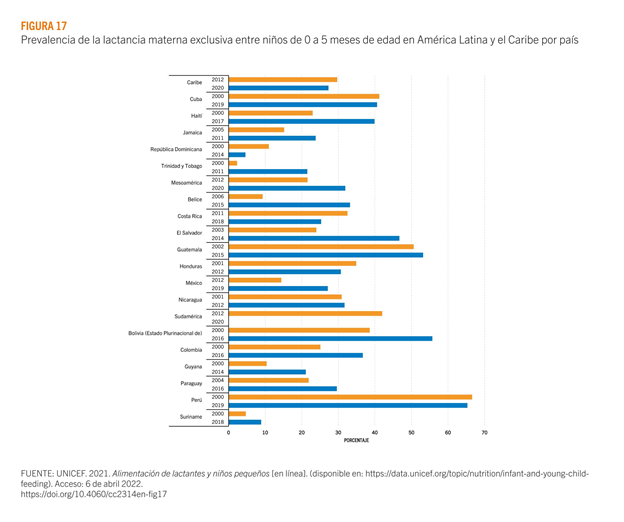 FIGURA 17
Prevalencia de la lactancia materna exclusiva entre niños de 0 a 5 meses de edad en América Latina y el Caribe por país
Caribe 2012
2020
Cuba 2000
2019
Haití 2000
2017
Jamaica 2005
2011
República Dominicana 2000
2014
Trinidad y Tobago 2000
2011
Mesoamérica 2012
2020
Belice 2006
2015
Costa Rica 2011
2018
El Salvador 2003
2014
Guatemala 2002
2015
Honduras 2001
2012
México 2012
2019
Nicaragua 2001
2012
Sudamérica 2012
2020
Bolivia (Estado Plurinacional de) 2000
2016
Colombia 2000
2016
Guyana 2000
2014
Paraguay 2004
2016
Perú 2000
2019
Suriname 2000
2018
0 10 20 30 40 50 60 70
PORCENTAJE
FUENTE: UNICEF. 2021. Alimentación de lactantes y niños pequeños [en línea]. (disponible en: https://data.unicef.org/topic/nutrition/infant-and-young-child-
feeding). Acceso: 6 de abril 2022.
https://doi.org/10.4060/cc2314en-fig17